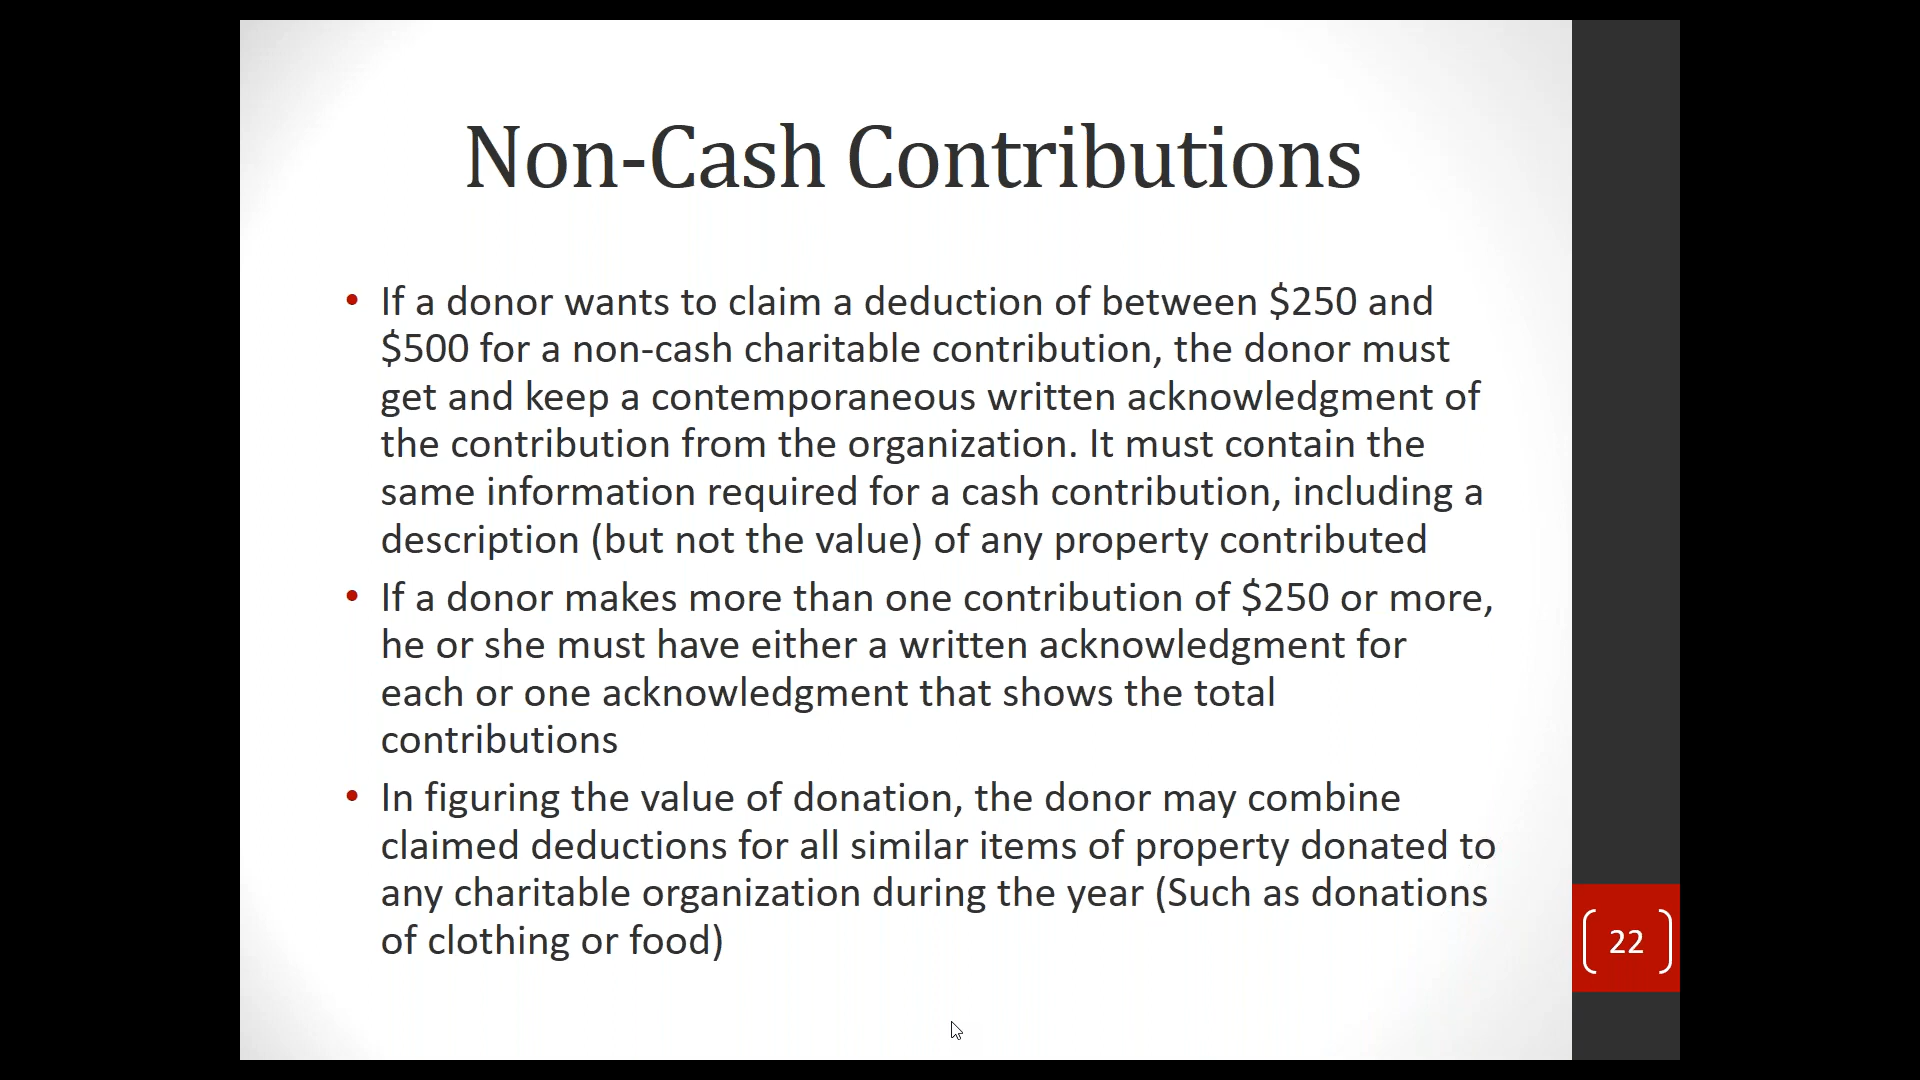 Non-Cash Contributions
• If a donor wants to claim a deduction of between $250 and
$500 for a non-cash charitable contribution, the donor must
get and keep a contemporaneous written acknowledgment of
the contribution from the organization. It must contain the
same information required for a cash contribution, including a
description (but not the value) of any property contributed
• If a donor makes more than one contribution of $250 or more,
he or she must have either a written acknowledgment for
each or one acknowledgment that shows the total
contributions
• In figuring the value of donation, the donor may combine
claimed deductions for all similar items of property donated to
any charitable organization during the year (Such as donations
of clothing or food)
22